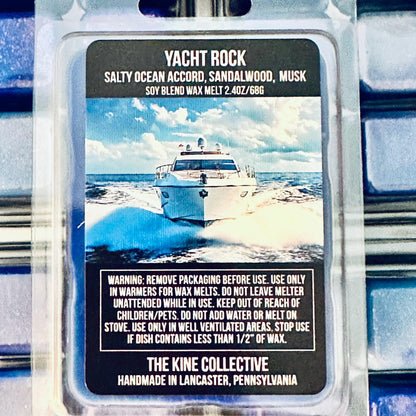 YACHT ROCK
SALTY OCEAN ACCORD, SANDALWOOD, MUSK
SOY BLEND WAX MELT 2.4OZ/68G
WARNING: REMOVE PACKAGING BEFORE USE. USE ONLY
IN WARMERS FOR WAX MELTS. DO NOT LEAVE MELTER
UNATTENDED WHILE IN USE. KEEP OUT OF REACH OF
CHILDREN/PETS. DO NOT ADD WATER OR MELT ON
STOVE. USE ONLY IN WELL VENTILATED AREAS. STOP USE
IF DISH CONTAINS LESS THAN 1/2" OF WAX.
THE KINE COLLECTIVE
HANDMADE IN LANCASTER, PENNSYLVANIA